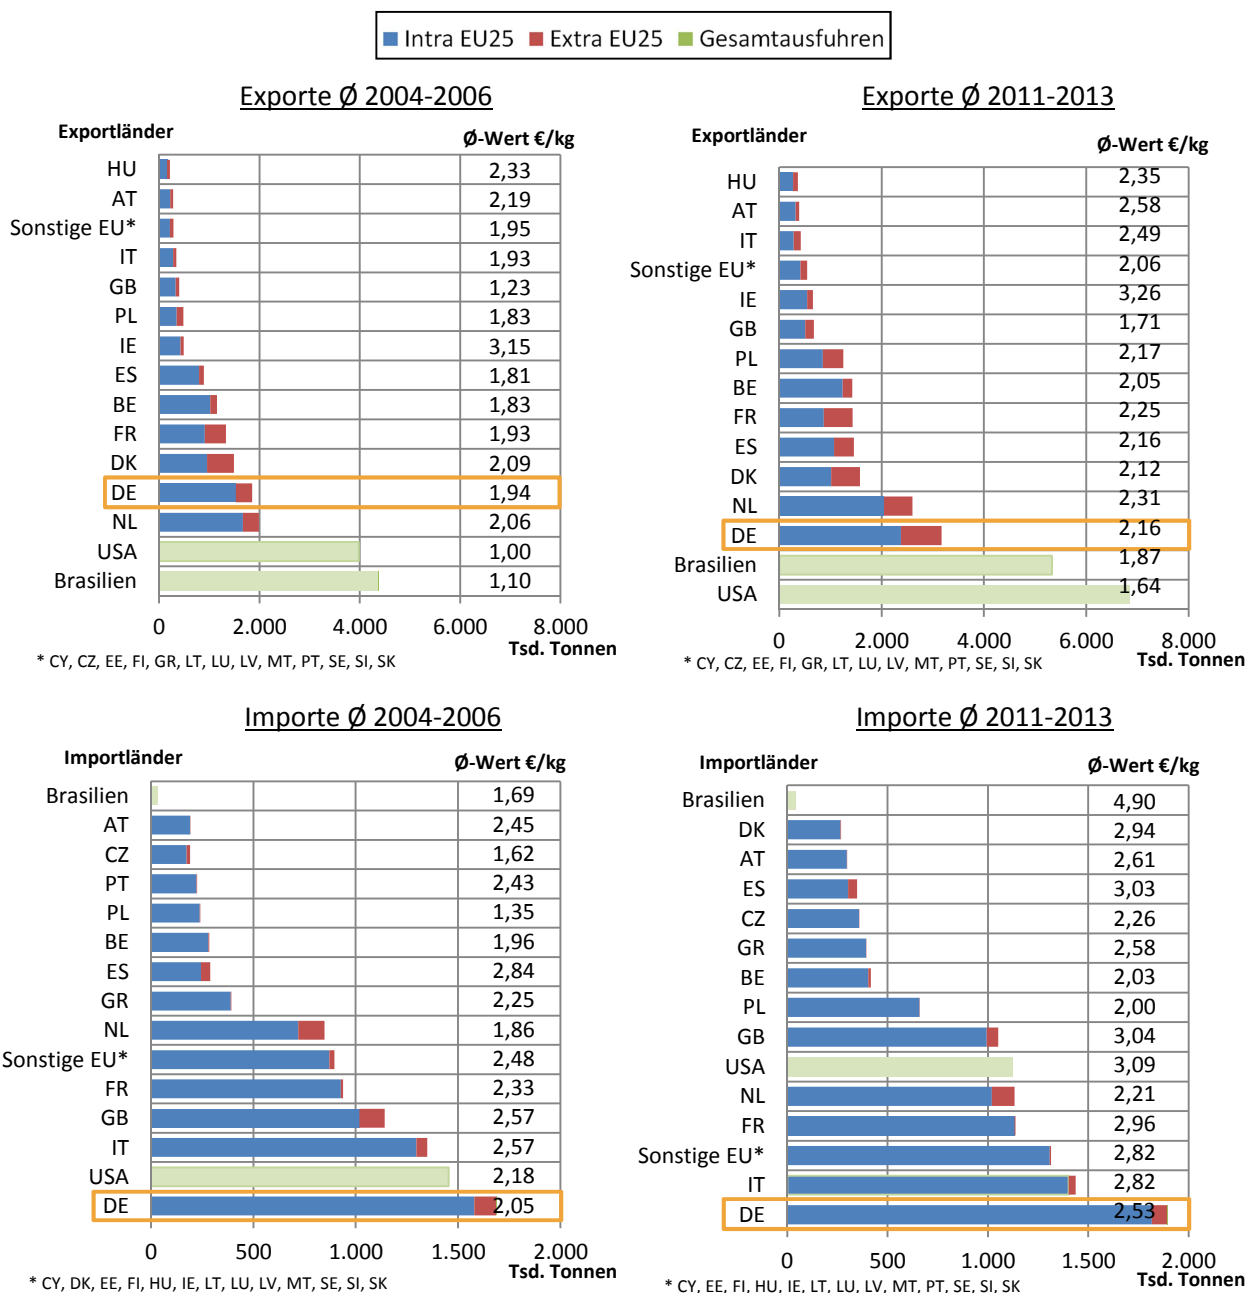 Intra EU25 Extra EU25 Gesamtausfuhren
Exporte Ø 2004-2006
Exportländer Ø-Wert €/kg
HU 2,33
AT 2,19
Sonstige EU* 1,95
IT 1,93
GB 1,23
PL 1,83
IE 3,15
ES 1,81
BE 1,83
FR 1,93
DK 2,09
DE 1,94
NL 2,06
USA 1,00
Brasilien 1,10
0 2.000 4.000 6.000 8.000
Tsd. Tonnen
* CY, CZ, EE, FI, GR, LT, LU, LV, MT, PT, SE, SI, SK
Exporte Ø 2011-2013
Exportländer Ø-Wert €/kg
HU 2,35
AT 2,58
IT 2,49
Sonstige EU* 2,06
IE 3,26
GB 1,71
PL 2,17
BE 2,05
FR 2,25
ES 2,16
DK 2,12
NL 2,31
DE 2,16
Brasilien 1,87
USA 1,64
0 2.000 4.000 6.000 8.000
Tsd. Tonnen
* CY, CZ, EE, FI, GR, LT, LU, LV, MT, PT, SE, SI, SK
Importe Ø 2004-2006
Importländer Ø-Wert €/kg
Brasilien 1,69
AT 2,45
CZ 1,62
PT 2,43
PL 1,35
BE 1,96
ES 2,84
GR 2,25
NL 1,86
Sonstige EU* 2,48
FR 2,33
GB 2,57
IT 2,57
USA 2,18
DE 2,05
0 500 1.000 1.500 2.000
Tsd. Tonnen
* CY, DK, EE, FI, HU, IE, LT, LU, LV, MT, SE, SI, SK
Importe Ø 2011-2013
Importländer Ø-Wert €/kg
Brasilien 4,90
DK 2,94
AT 2,61
ES 3,03
CZ 2,26
GR 2,58
BE 2,03
PL 2,00
GB 3,04
USA 3,09
NL 2,21
FR 2,96
Sonstige EU* 2,82
IT 2,82
DE 2,53
0 500 1.000 1.500 2.000
Tsd. Tonnen
* CY, EE, FI, HU, IE, LT, LU, LV, MT, PT, SE, SI, SK